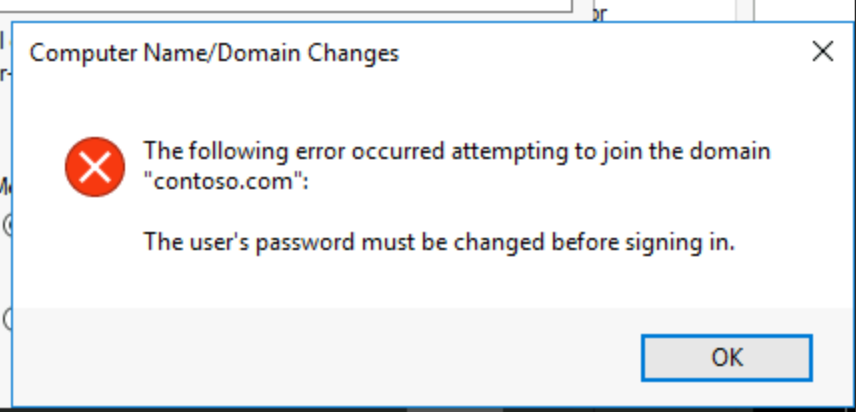 or
Computer Name/Domain Changes
The following error occurred attempting to join the domain
"contoso.com":
The user's password must be changed before signing in.
OK